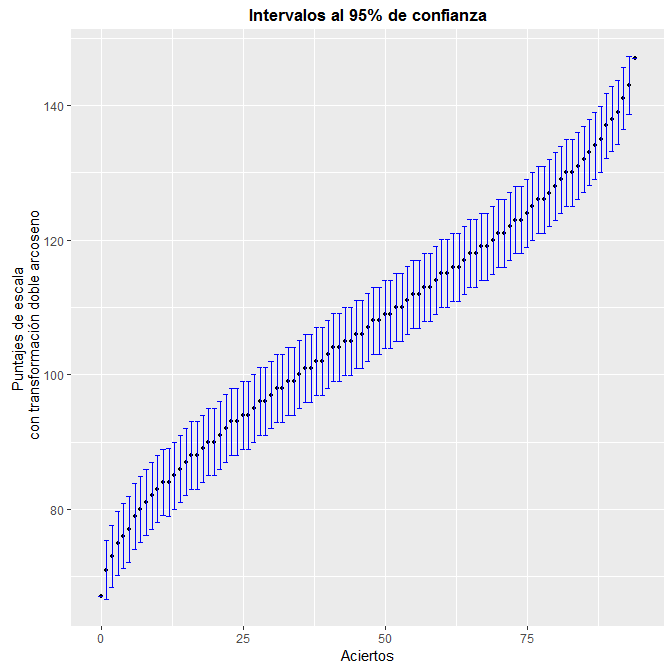 Intervalos al 95% de confianza
Puntajes de escala
con transformación doble arcoseno
140
120
100
80
0 25 50 75
Aciertos